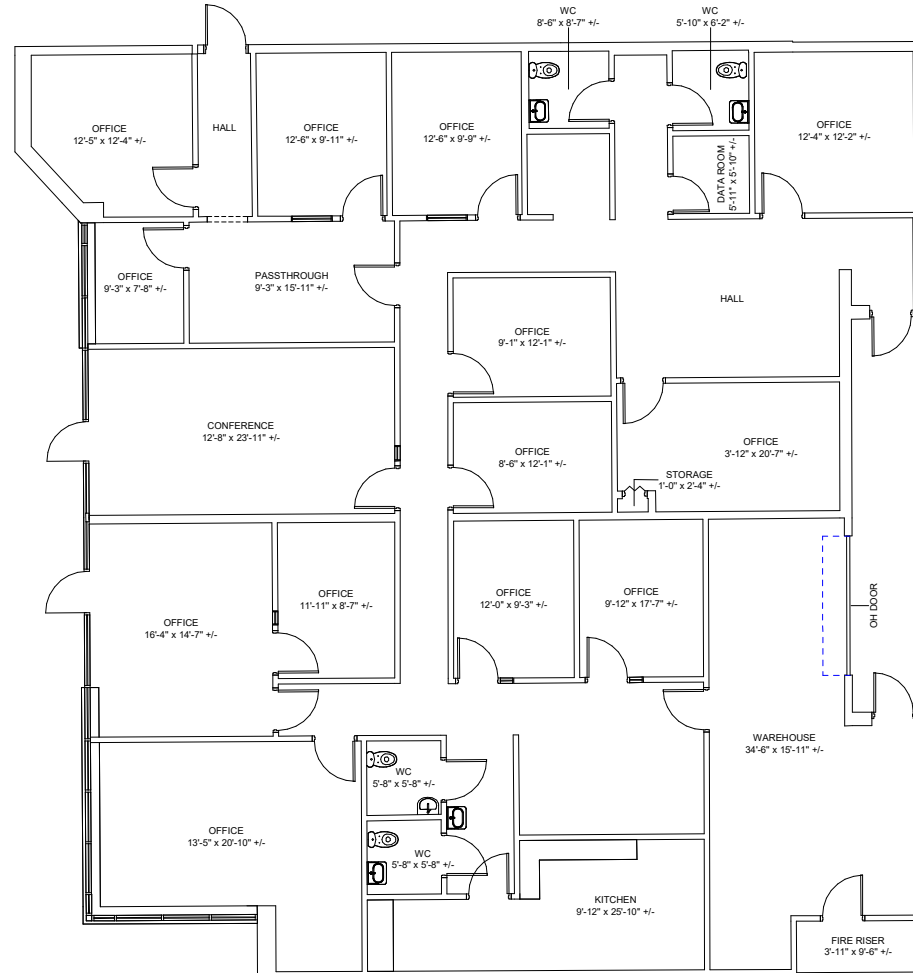 WC
8'-6" x 8'-7" +/-
WC
5'-10" x 6'-2" +/-
OFFICE
12'-5" x 12'-4" +/-
HALL
OFFICE
12'-6" x 9'-11" +/-
OFFICE
12'-6" x 9'-9" +/-
DATA ROOM
5'-11" x 5'-10" +/-
OFFICE
12'-4" x 12'-2" +/-
OFFICE
9'-3" x 7'-8" +/-
PASSTHROUGH
9'-3" x 15'-11" +/-
HALL
OFFICE
9'-1" x 12'-1" +/-
CONFERENCE
12'-8" x 23'-11" +/-
OFFICE
8'-6" x 12'-1" +/-
OFFICE
3'-12" x 20'-7" +/-
STORAGE
1'-0" x 2'-4" +/-
OFFICE
16'-4" x 14'-7" +/-
OFFICE
11'-11" x 8'-7" +/-
OFFICE
12'-0" x 9'-3" +/-
OFFICE
9'-12" x 17'-7" +/-
OH DOOR
WAREHOUSE
34'-6" x 15'-11" +/-
WC
5'-8" x 5'-8" +/-
OFFICE
13'-5" x 20'-10" +/-
WC
5'-8" x 5'-8" +/-
KITCHEN
9'-12" x 25'-10" +/-
FIRE RISER
3'-11" x 9'-6" +/-